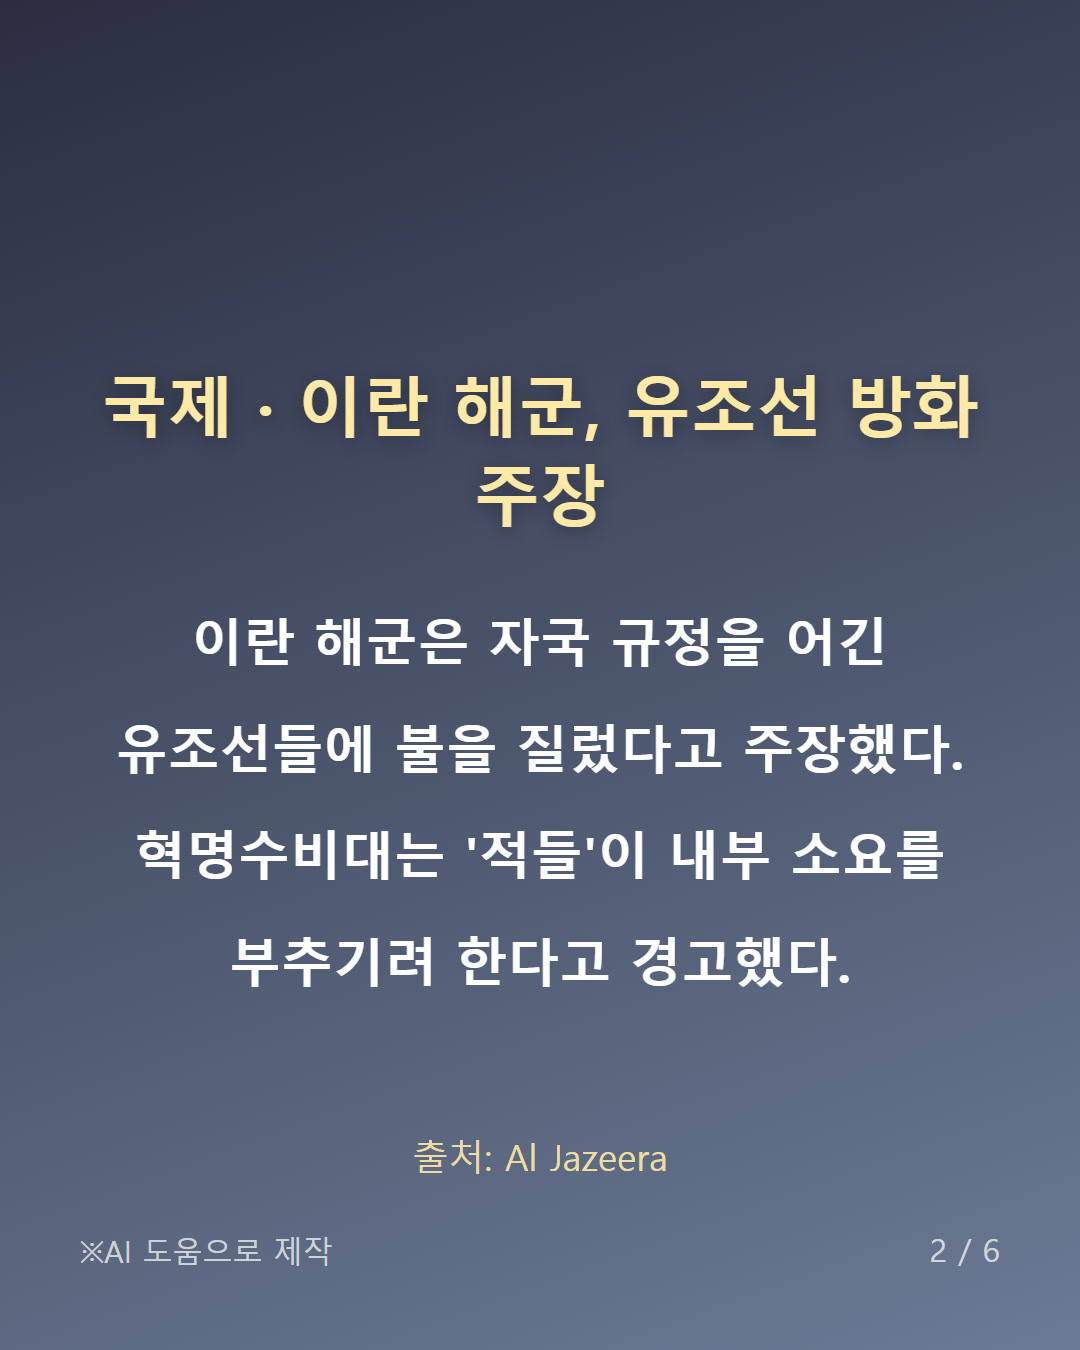 국제 · 이란 해군, 유조선 방화
주장
이란 해군은 자국 규정을 어긴
유조선들에 불을 질렀다고 주장했다.
혁명수비대는 '적들'이 내부 소요를
부추기려 한다고 경고했다.
출처: Al Jazeera
※AI 도움으로 제작
2 / 6